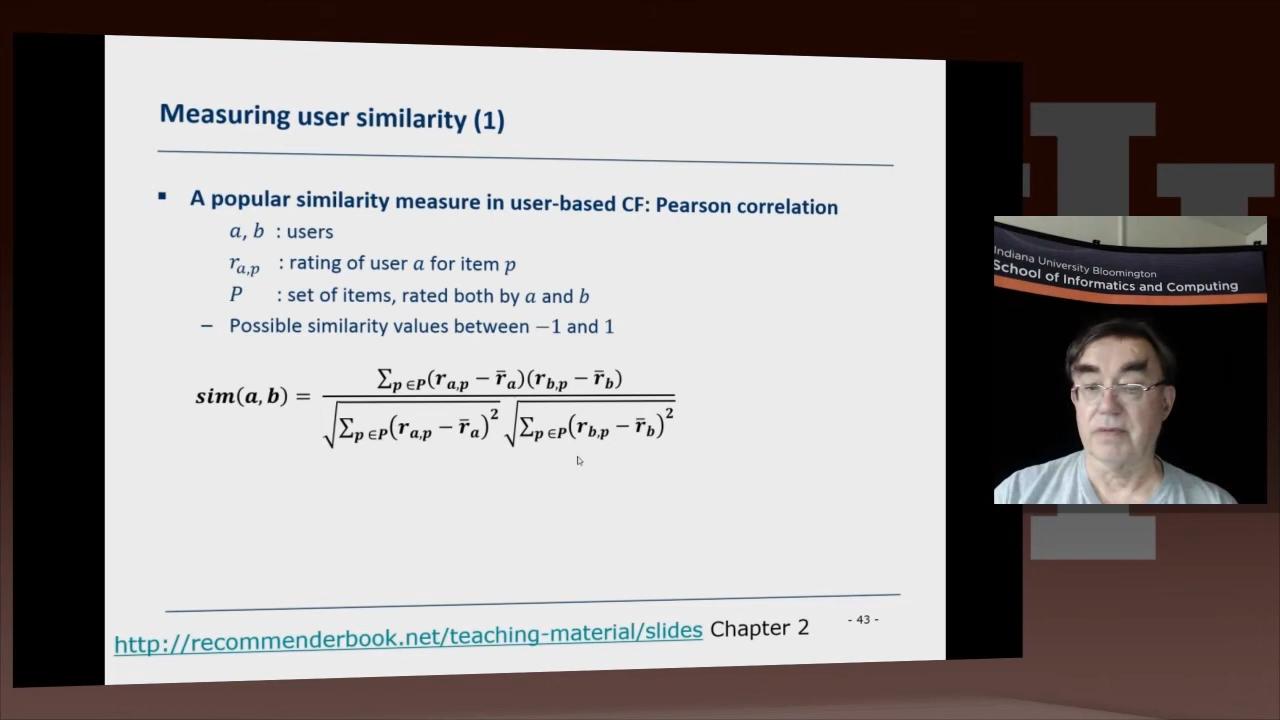 Measuring user similarity (1)
▪ A popular similarity measure in user-based CF: Pearson correlation
a, b : users
r_{a,p} : rating of user a for item p
P : set of items, rated both by a and b
– Possible similarity values between −1 and 1
sim(a, b) = \frac{∑_{p ∈P}(r_{a,p} − r̄_a)(r_{b,p} − r̄_b)}{\sqrt{∑_{p ∈P}(r_{a,p} − r̄_a)^2} \sqrt{∑_{p ∈P}(r_{b,p} − r̄_b)^2}}
http://recommenderbook.net/teaching-material/slides Chapter 2
- 43 -
Indiana University Bloomington
School of Informatics and Computing